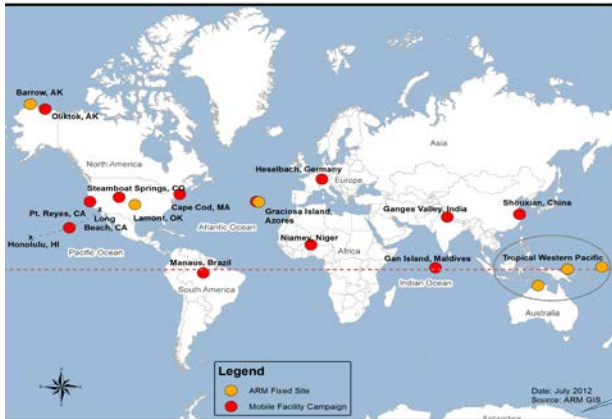 Barrow, AK
Oliktok, AK
Asia
North America
Heselbach, Germany
Europe
Steamboat Springs, CO
Cape Cod, MA
Ganges Valley, India
Shouxian, China
Pt. Reyes, CA
Long
Beach, CA
Lamont, OK
Graciosa Island,
Azores
Atlantic Ocean
Honolulu, HI
Niamey, Niger
Africa
Pacific Ocean
Manaus, Brazil
Gan Island, Maldives
Tropical Western Pacific
South America
Indian Ocean
Australia
Legend
ARM Fixed Site
Mobile Facility Campaign
Date: July 2012
Source: ARM GIS
Antarctica